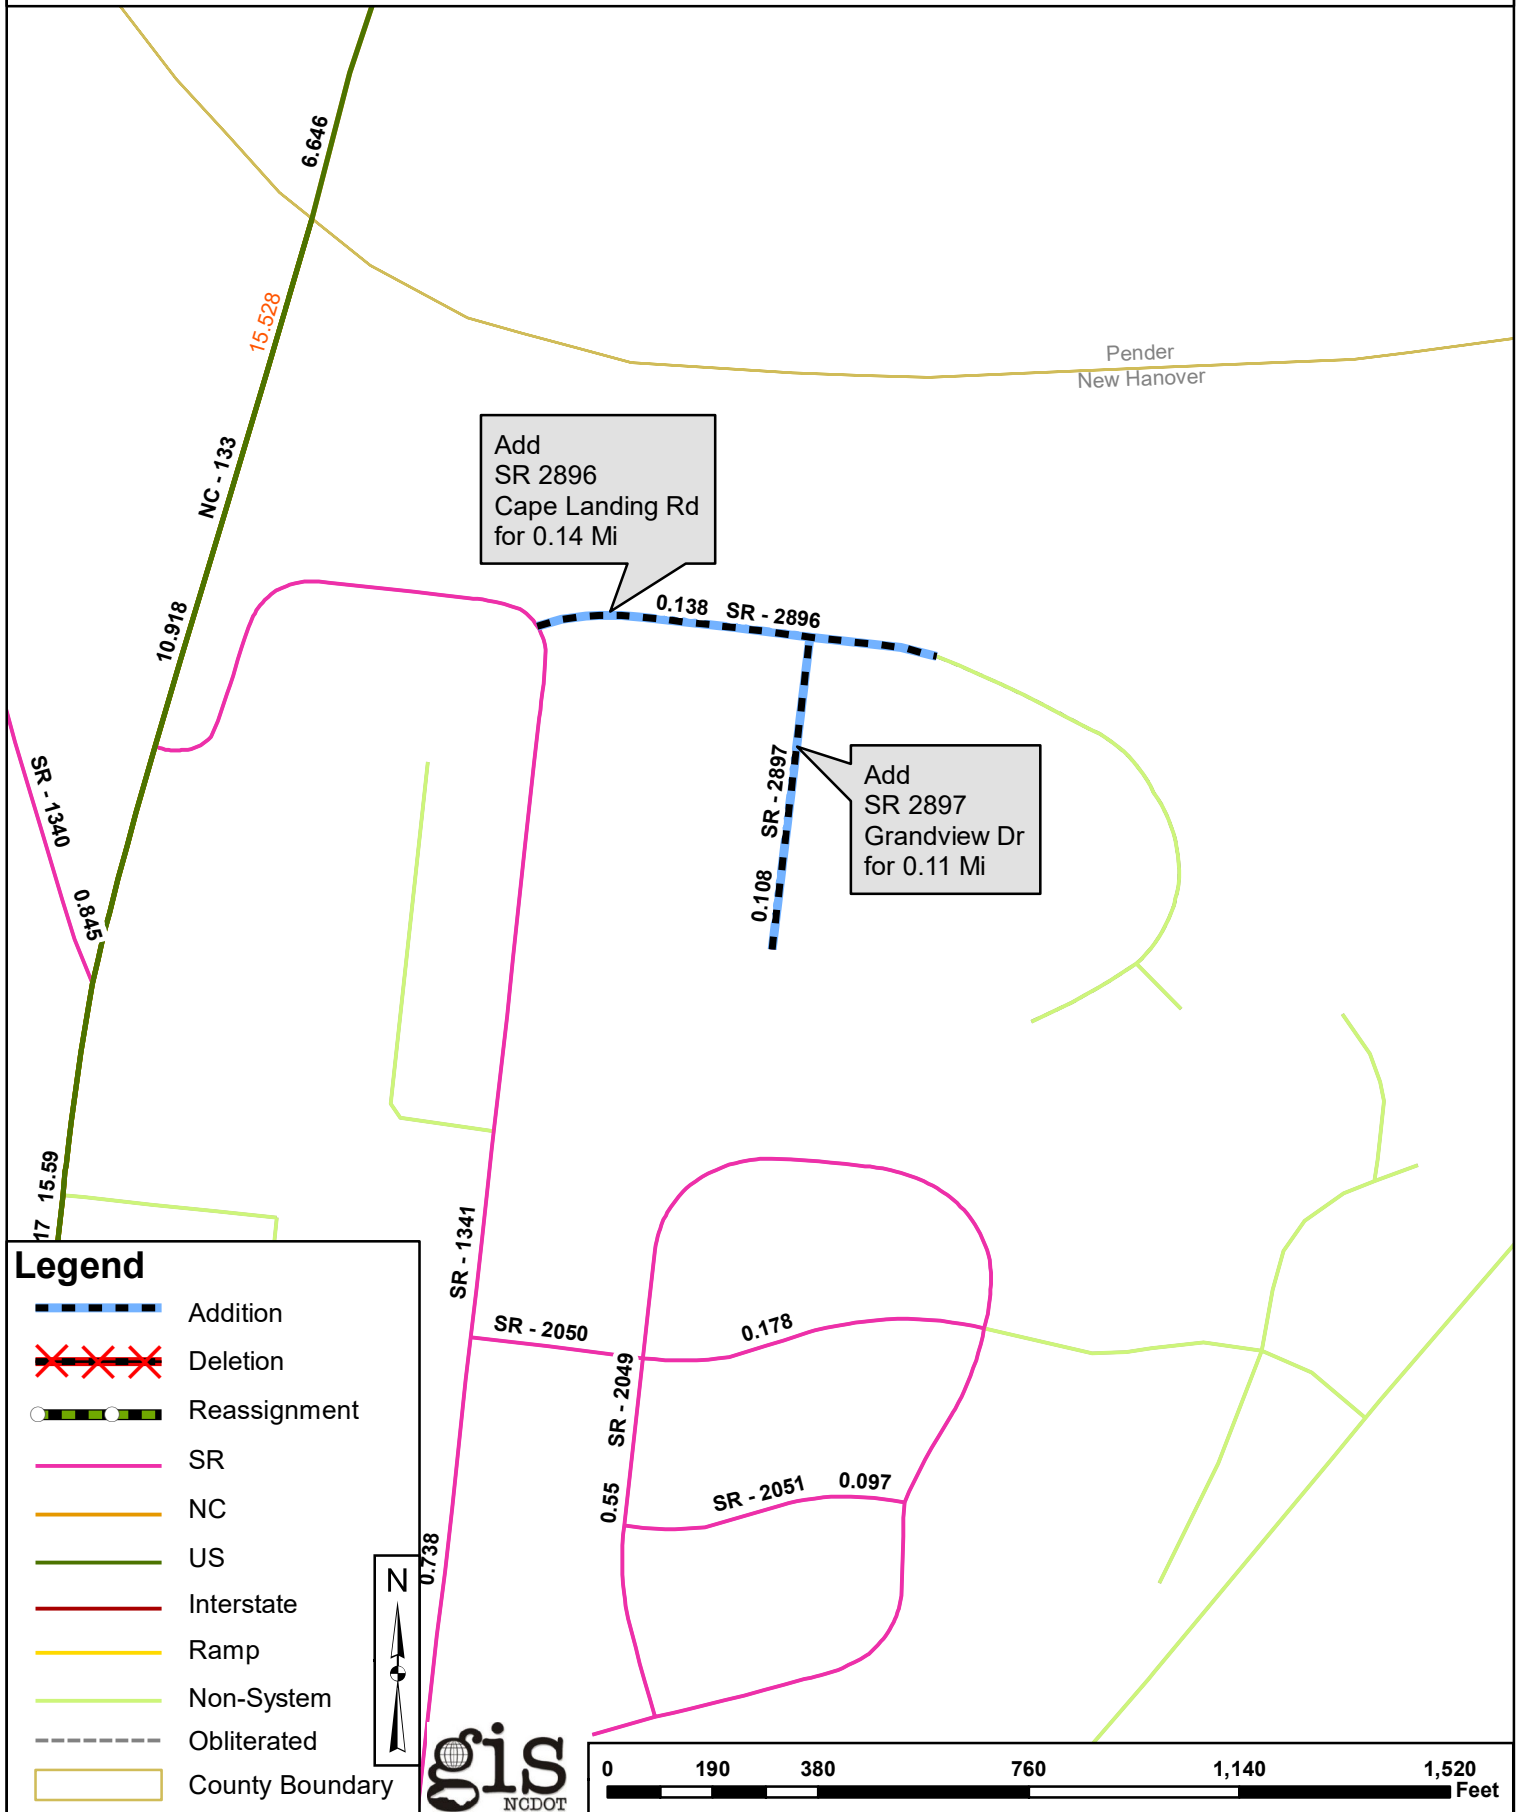 6.646
15.528
Pender
New Hanover
NC - 133
Add
SR 2896
Cape Landing Rd
for 0.14 Mi
10.918
0.138 SR - 2896
SR - 1340
0.845
SR - 2897
0.108
Add
SR 2897
Grandview Dr
for 0.11 Mi
15.59
17
SR - 1341
SR - 2050
0.178
SR - 2049
0.55
SR - 2051 0.097
0.738
Legend
Addition
Deletion
Reassignment
SR
NC
US
Interstate
Ramp
Non-System
Obliterated
County Boundary
N
gis
NCDOT
0 190 380 760 1,140 1,520
Feet